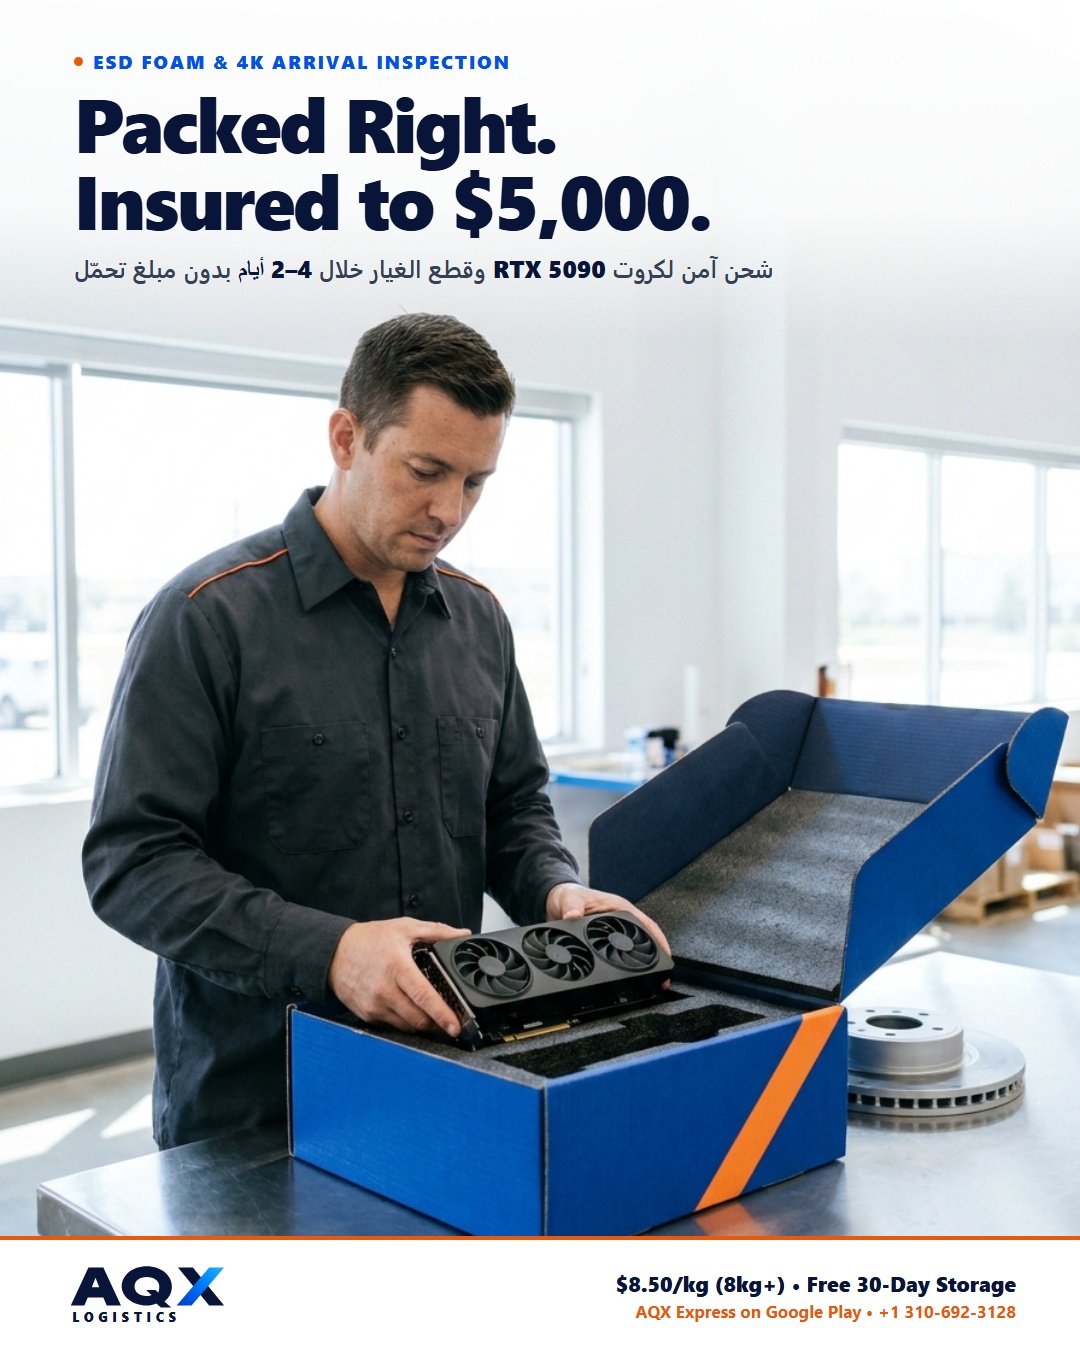 ESD FOAM & 4K ARRIVAL INSPECTION
Packed Right.
Insured to $5,000.
شحن آمن لكروت RTX 5090 وقطع الغيار خلال 4–2 أيام بدون مبلغ تحمّل
AQX
LOGISTICS
$8.50/kg (8kg+) • Free 30-Day Storage
AQX Express on Google Play • +1 310-692-3128